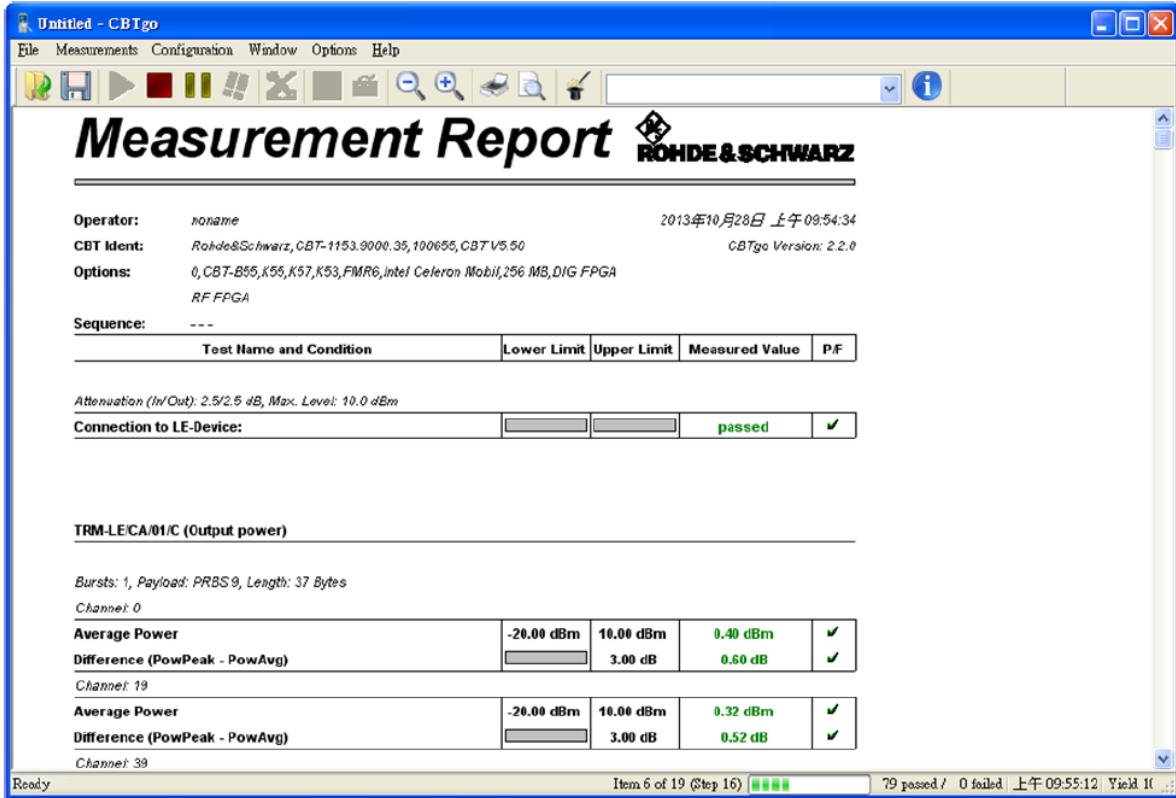 Untitled - CBTgo
File Measurements Configuration Window Options Help
Measurement Report ROHDE & SCHWARZ
Operator: noname 2013年10月28日 上午 09:54:34
CBT Ident: Rohde&Schwarz,CBT-1153.9000.35,100655,CBT V5.50 CBTgo Version: 2.2.0
Options: 0,CBT-B55,K55,K57,K53,FMR6,Intel Celeron Mobil,256 MB,DIG FPGA
RF FPGA
Sequence: ---
Test Name and Condition Lower Limit Upper Limit Measured Value P/F
Attenuation (In/Out): 2.5/2.5 dB, Max. Level: 10.0 dBm
Connection to LE-Device: passed
TRM-LE/CA/01/C (Output power)
Bursts: 1, Payload: PRBS 9, Length: 37 Bytes
Channel: 0
Average Power -20.00 dBm 10.00 dBm 0.40 dBm
Difference (PowPeak - PowAvg) 3.00 dB 0.60 dB
Channel: 19
Average Power -20.00 dBm 10.00 dBm 0.32 dBm
Difference (PowPeak - PowAvg) 3.00 dB 0.52 dB
Channel: 39
Ready Item 6 of 19 (Step 16) 79 passed / 0 failed 上午 09:55:12 Yield